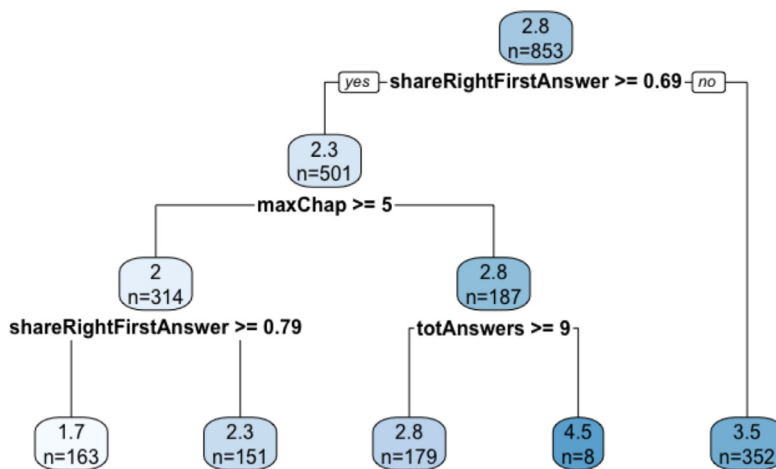 2.8
n=853
yes shareRightFirstAnswer >= 0.69 no
2.3
n=501
maxChap >= 5
2 2.8
n=314 n=187
shareRightFirstAnswer >= 0.79 totAnswers >= 9
1.7 2.3 2.8 4.5 3.5
n=163 n=151 n=179 n=8 n=352